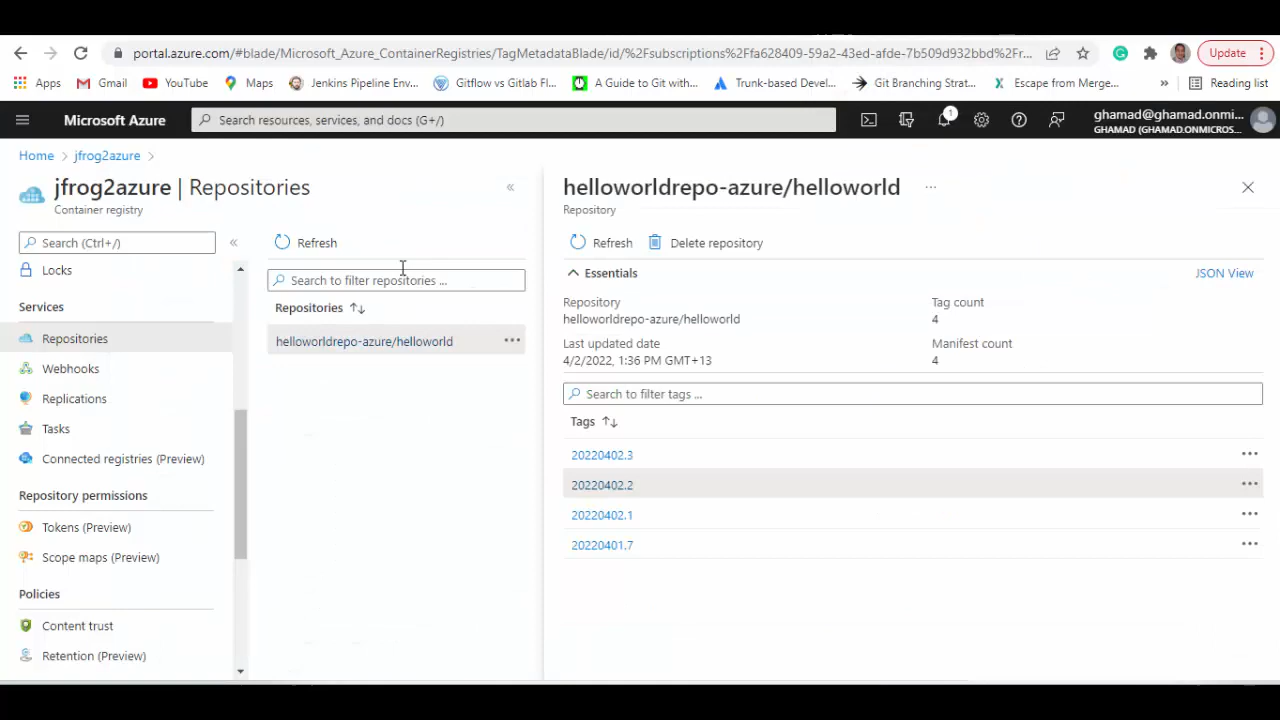 portal.azure.com/#blade/Microsoft_Azure_ContainerRegistries/TagMetadataBlade/id/%2Fsubscriptions%2Ffa628409-59a2-43ed-afde-7b509d932bbd%2Fr...
Update
Apps
Gmail
YouTube
Maps
Jenkins Pipeline Env...
Gitflow vs Gitlab Fl...
A Guide to Git with...
Trunk-based Devel...
Git Branching Strat...
Escape from Merge...
»
Reading list
Microsoft Azure
Search resources, services, and docs (G+/)
1
ghamad@ghamad.onmi...
GHAMAD (GHAMAD.ONMICROS...
Home > jfrog2azure >
jfrog2azure | Repositories
Container registry
Search (Ctrl+/)
Locks
Services
Repositories
Webhooks
Replications
Tasks
Connected registries (Preview)
Repository permissions
Tokens (Preview)
Scope maps (Preview)
Policies
Content trust
Retention (Preview)
Refresh
Search to filter repositories ...
Repositories
helloworldrepo-azure/helloworld
helloworldrepo-azure/helloworld
Repository
Refresh
Delete repository
Essentials
JSON View
Repository
helloworldrepo-azure/helloworld
Tag count
4
Last updated date
4/2/2022, 1:36 PM GMT+13
Manifest count
4
Search to filter tags ...
Tags
20220402.3
20220402.2
20220402.1
20220401.7